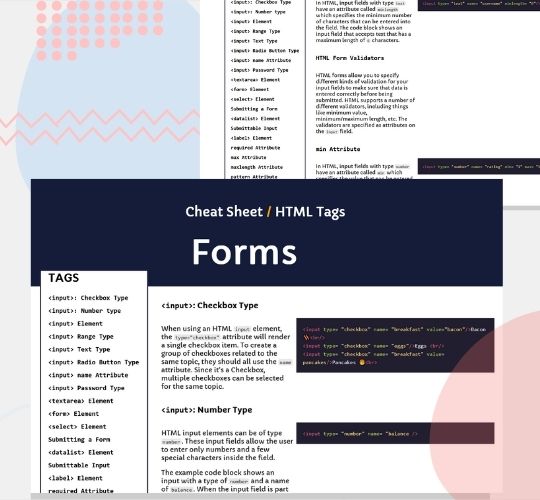 <input>: Checkbox Type
<input>: Number type
<input> Element
<input> Range Type
<input> Text Type
<input> Radio Button Type
<input> name Attribute
<input> Password Type
<textarea> Element
<form> Element
<select> Element
Submitting a Form
<datalist> Element
Submittable Input
<label> Element
required Attribute
max Attribute
maxlength Attribute
pattern Attribute
In HTML, input fields with type text
have an attribute called minlength
which specifies the minimum number
of characters that can be entered into
the field. The code block shows an
input field that accepts text that has a
maximum length of 6 characters.
<input type= "text" name= "username" minlength= "6"
HTML Form Validators
HTML forms allow you to specify
different kinds of validation for your
input fields to make sure that data is
entered correctly before being
submitted. HTML supports a number of
different validators, including things
like minimum value,
minimum/maximum length, etc. The
validators are specified as attributes on
the input field.
min Attribute
In HTML, input fields with type number
have an attribute called min which
specifies the minimum value that can be entered
<input type= "number" name= "rating" min= "0" max=
Cheat Sheet / HTML Tags
Forms
TAGS
<input>: Checkbox Type
<input>: Number type
<input> Element
<input> Range Type
<input> Text Type
<input> Radio Button Type
<input> name Attribute
<input> Password Type
<textarea> Element
<form> Element
<select> Element
Submitting a Form
<datalist> Element
Submittable Input
<label> Element
required Attribute
<input>: Checkbox Type
When using an HTML input element,
the type="checkbox" attribute will render
a single checkbox item. To create a
group of checkboxes related to the
same topic, they should all use the name
attribute. Since it's a Checkbox,
multiple checkboxes can be selected
for the same topic.
<input type= "checkbox" name= "breakfast" value="bacon"/>Bacon
🥓<br/>
<input type= "checkbox" name= "eggs"/>Eggs <br/>
<input type= "checkbox" name= "breakfast" value=
pancakes'/>Pancakes 🥞<br>
<input>: Number Type
HTML input elements can be of type
number. These input fields allow the user
to enter only numbers and a few
special characters inside the field.
<input type= "number" name= "balance />
The example code block shows an
input with a type of number and a name
of balance. When the input field is part